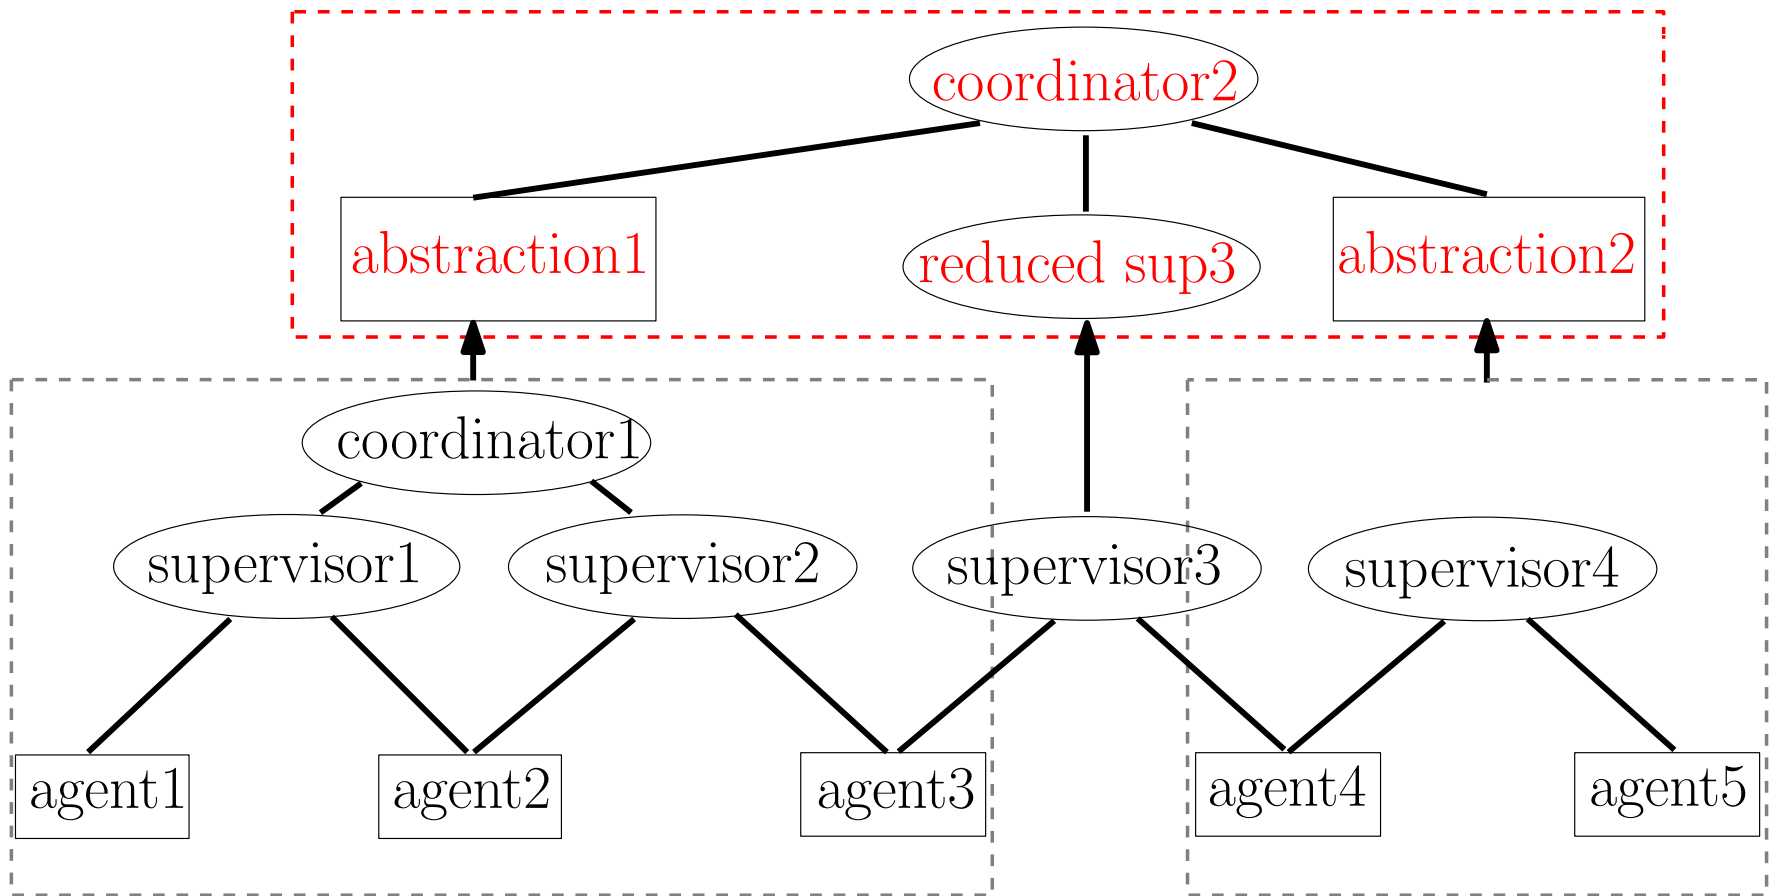 coordinator2
abstraction1
reduced sup3
abstraction2
coordinator1
supervisor1
supervisor2
supervisor3
supervisor4
agent1
agent2
agent3
agent4
agent5